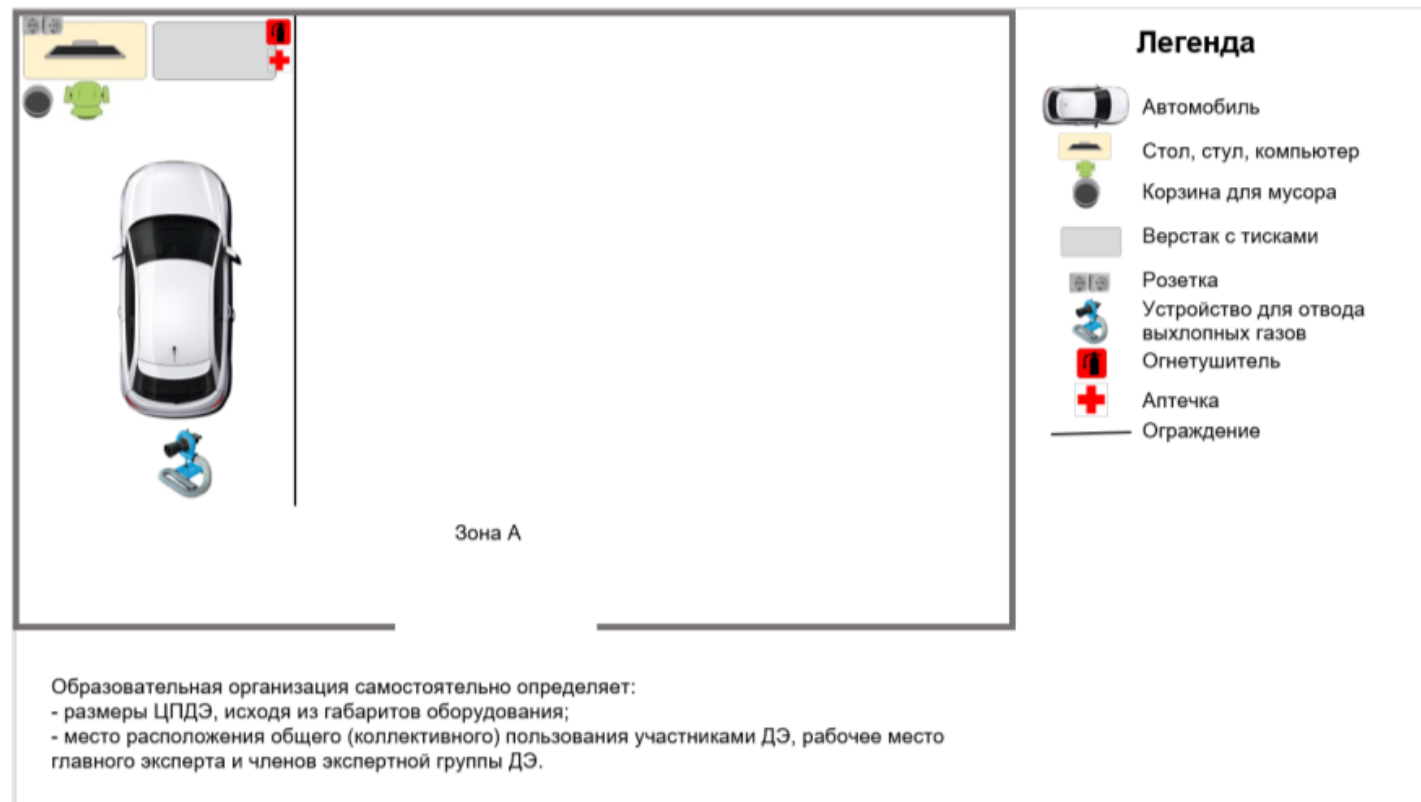 Легенда
Автомобиль
Стол, стул, компьютер
Корзина для мусора
Верстак с тисками
Розетка
Устройство для отвода
выхлопных газов
Огнетушитель
Аптечка
Ограждение
Зона А
Образовательная организация самостоятельно определяет:
- размеры ЦПДЭ, исходя из габаритов оборудования;
- место расположения общего (коллективного) пользования участниками ДЭ, рабочее место
главного эксперта и членов экспертной группы ДЭ.